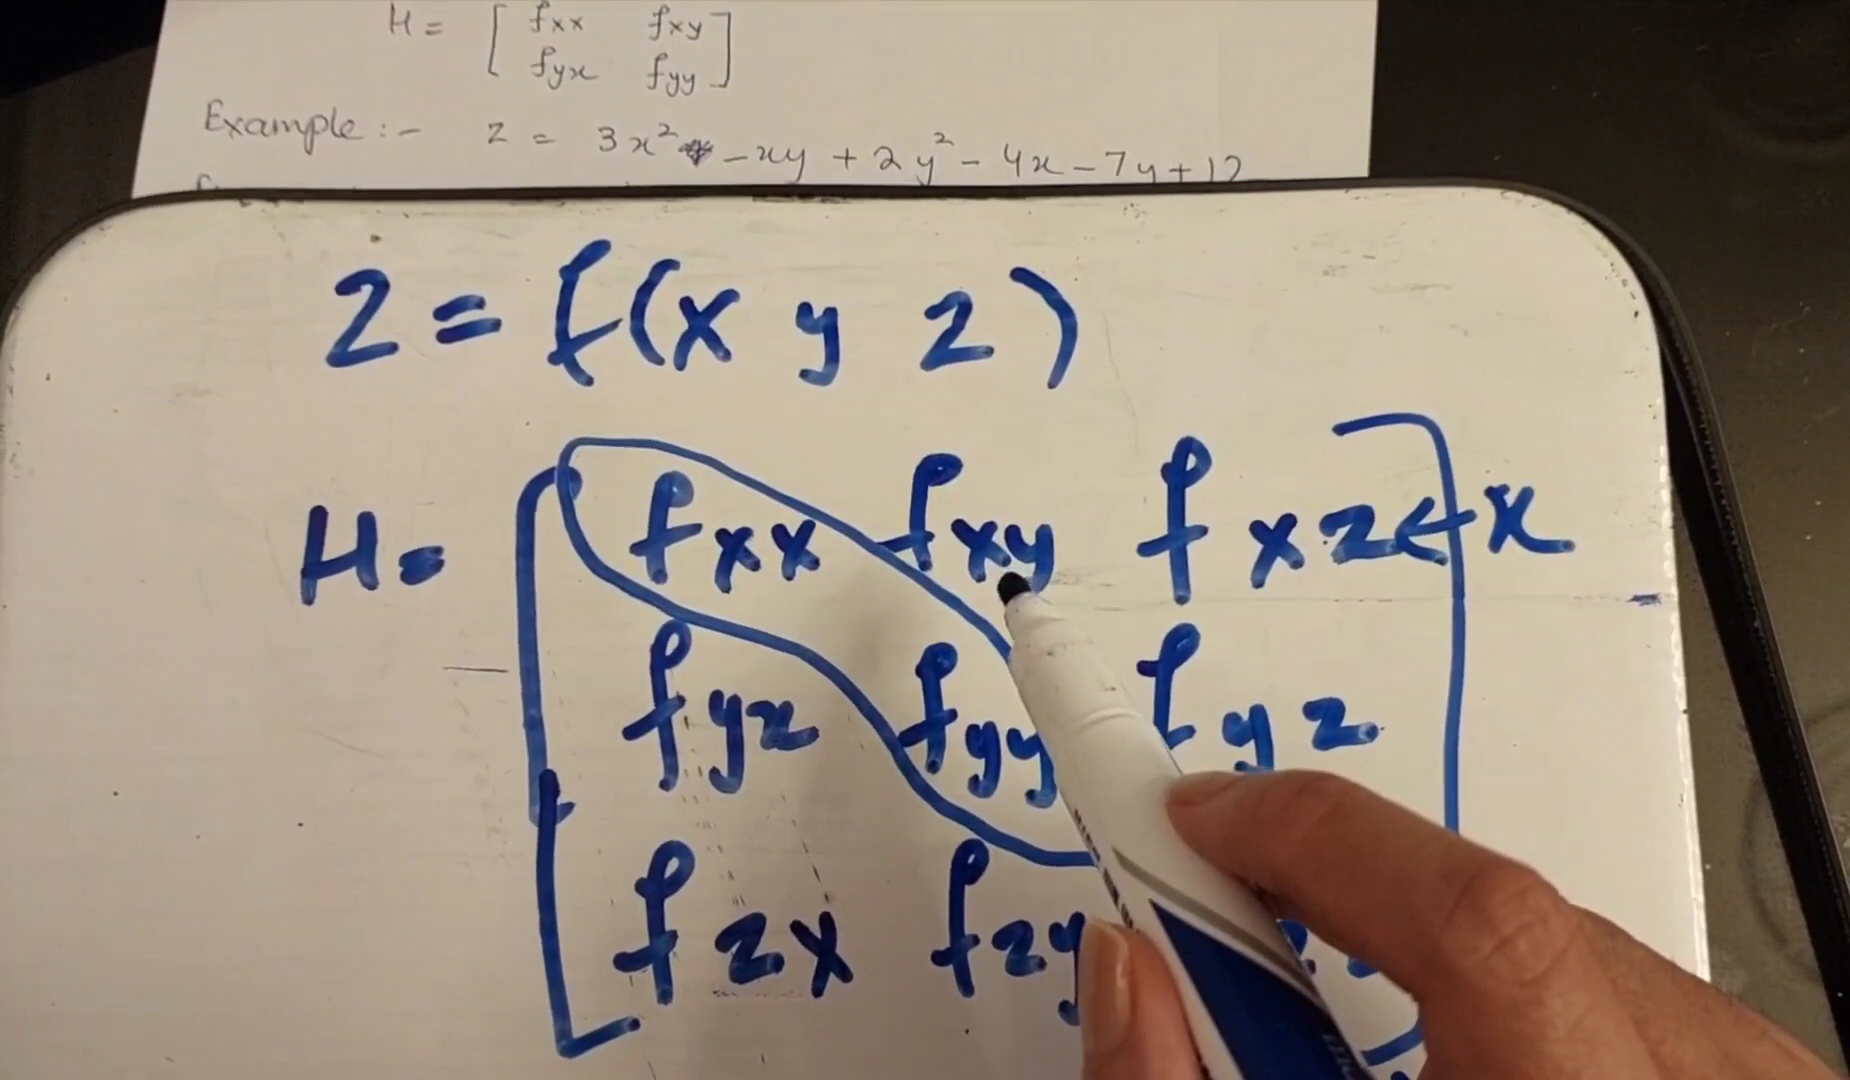 H = [ fxx fxy
fyx fyy ]
Example :- z = 3x² - xy + 2y² - 4x - 7y + 12
Z = f(x y z)
H = [ fxx fxy fxz ] ← x
fyx fyy fyz
fzx fzy